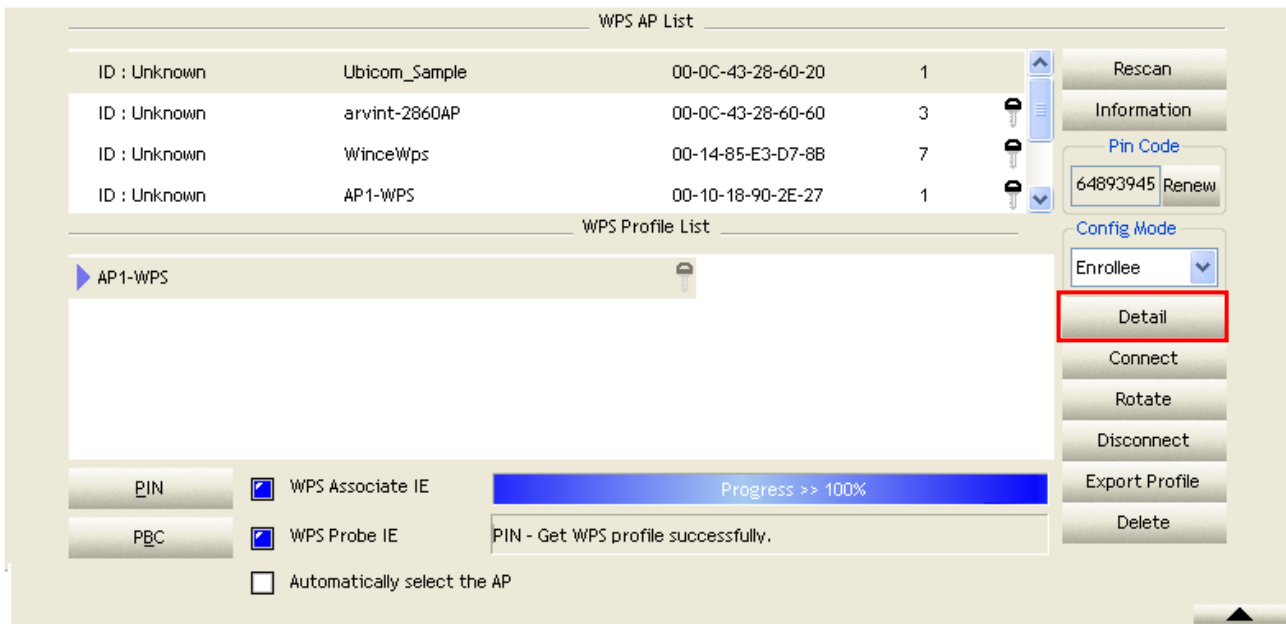 WPS AP List
ID : Unknown Ubicom_Sample 00-0C-43-28-60-20 1
ID : Unknown arvint-2860AP 00-0C-43-28-60-60 3
ID : Unknown WinceWps 00-14-85-E3-D7-8B 7
ID : Unknown AP1-WPS 00-10-18-90-2E-27 1
Rescan
Information
Pin Code
64893945 Renew
Config Mode
Enrollee
Detail
Connect
Rotate
Disconnect
Export Profile
Delete
WPS Profile List
AP1-WPS
PIN
WPS Associate IE
Progress >> 100%
PBC
WPS Probe IE
PIN - Get WPS profile successfully.
Automatically select the AP